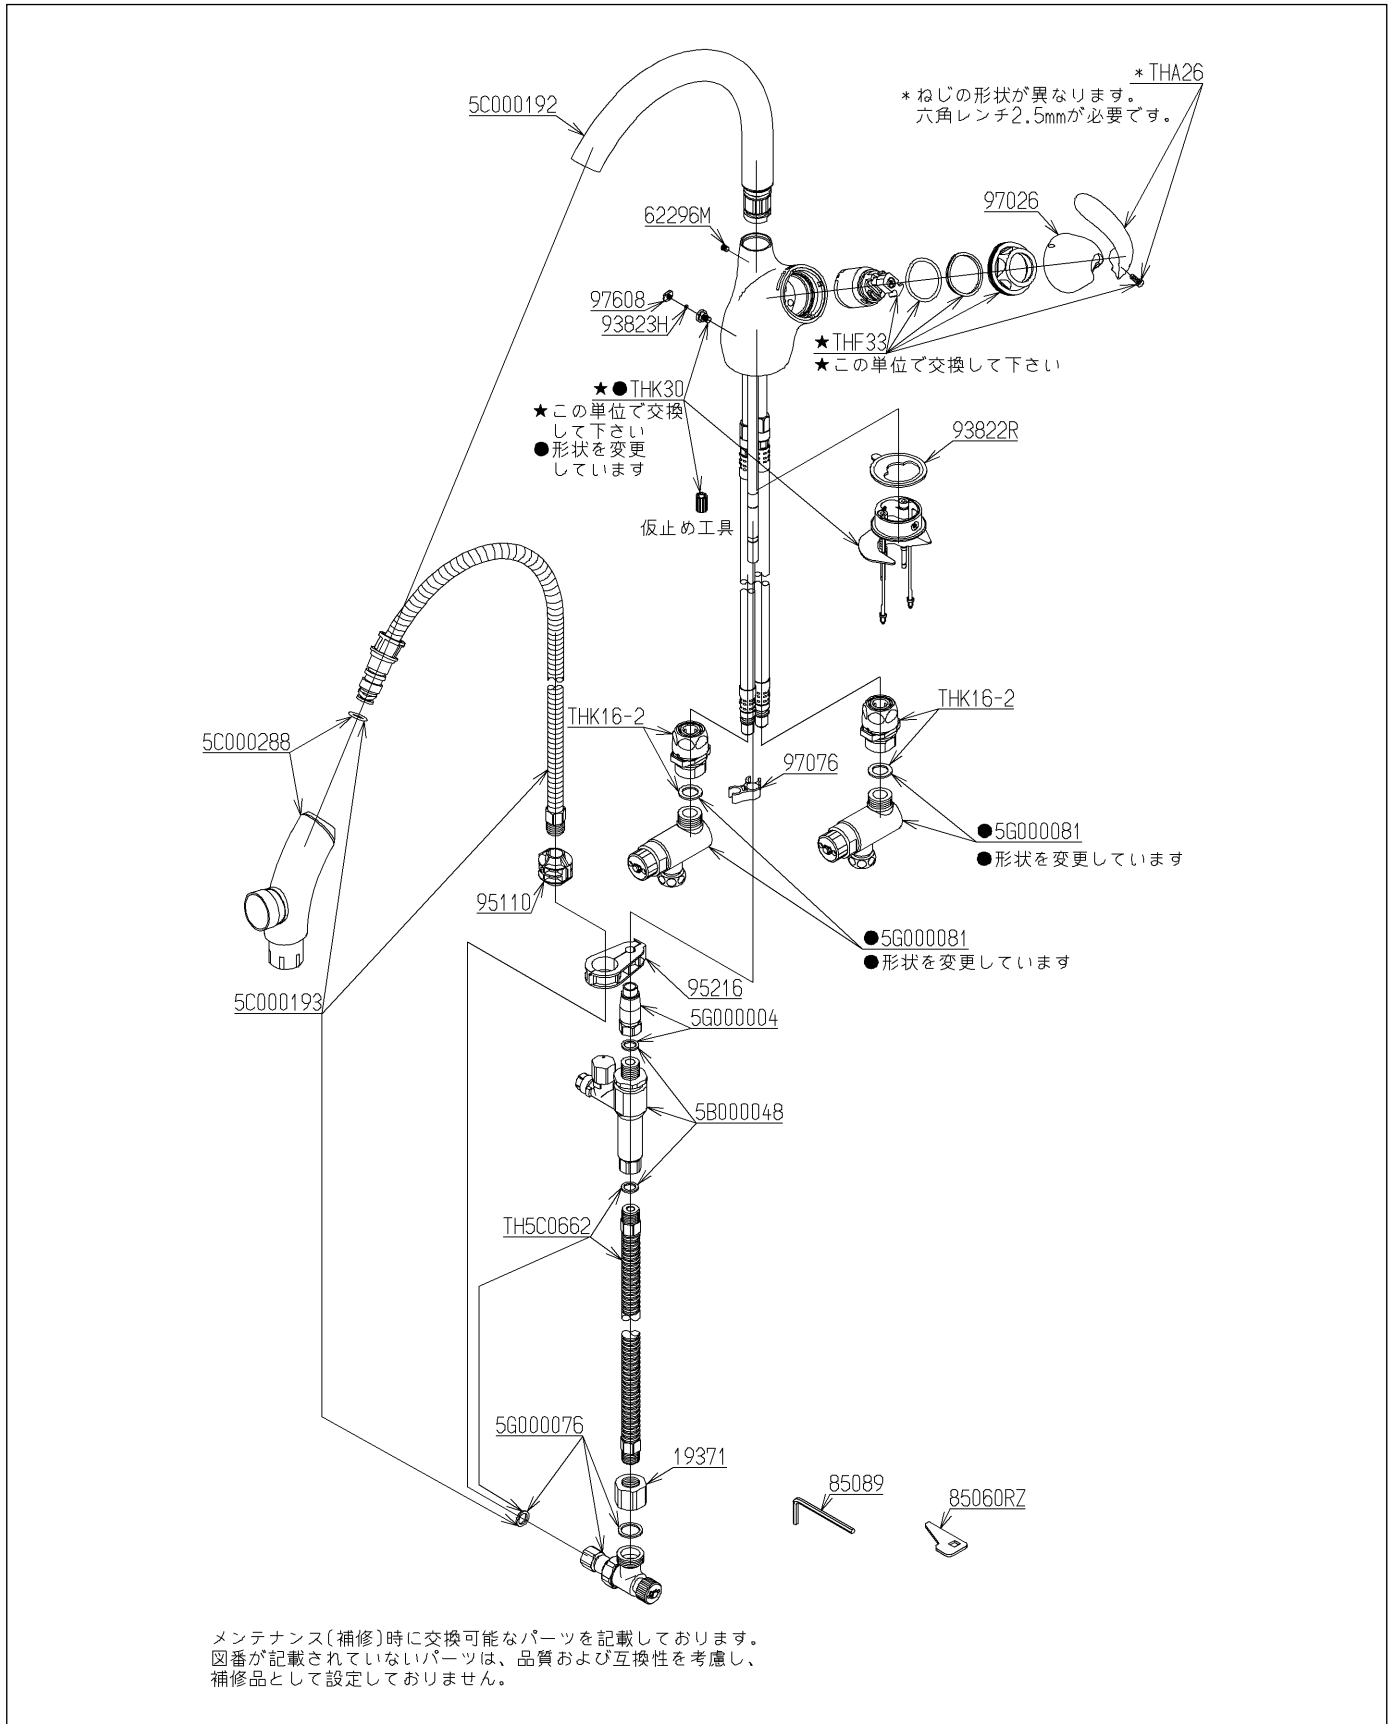 *THA26
*ねじの形状が異なります。
六角レンチ2.5mmが必要です。
5C000192
97026
62296M
97608
93823H
★THF33
★この単位で交換して下さい
★●THK30
★この単位で交換
して下さい
●形状を変更
しています
93822R
仮止め工具
THK16-2
THK16-2
5C000288
97076
●5G000081
●形状を変更しています
95110
●5G000081
●形状を変更しています
95216
5C000193
5G000004
5B000048
TH5C0662
5G000076
19371
85089
85060RZ
メンテナンス(補修)時に交換可能なパーツを記載しております。
図番が記載されていないパーツは、品質および互換性を考慮し、
補修品として設定しておりません。